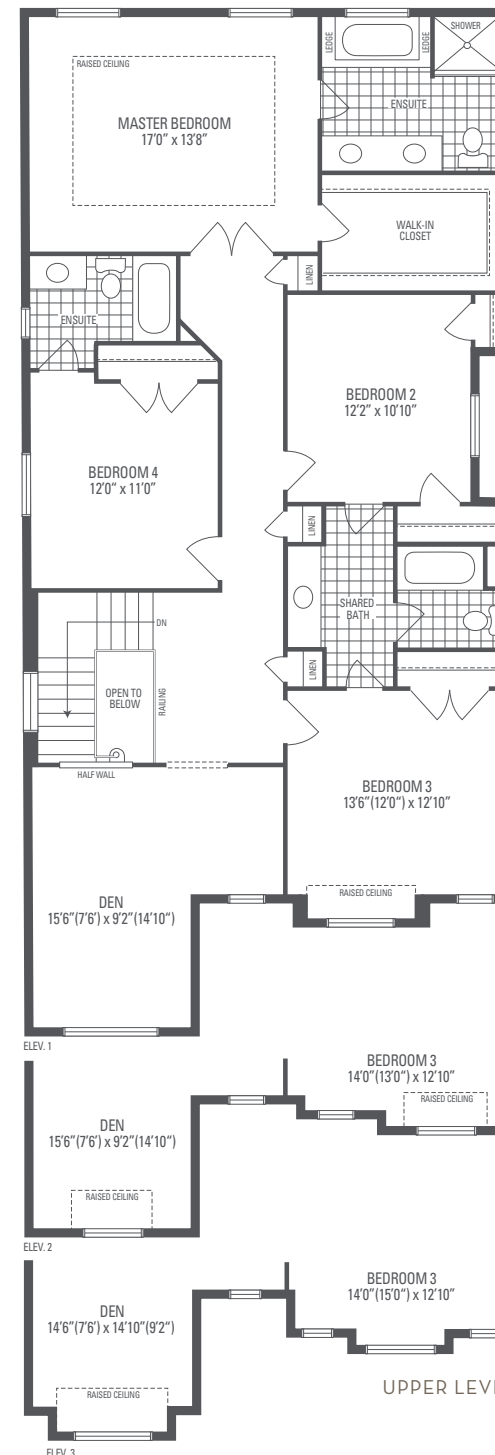 LEDGE
LEDGE
SHOWER
RAISED CEILING
ENSUITE
MASTER BEDROOM
17'0" x 13'8"
WALK-IN
CLOSET
LINEN
ENSUITE
BEDROOM 2
12'2" x 10'10"
BEDROOM 4
12'0" x 11'0"
LINEN
SHARED
BATH
DN
LINEN
OPEN TO
BELOW
RAILING
HALF WALL
BEDROOM 3
13'6"(12'0") x 12'10"
RAISED CEILING
DEN
15'6"(7'6') x 9'2"(14'10")
ELEV. 1
BEDROOM 3
14'0"(13'0") x 12'10"
RAISED CEILING
DEN
15'6"(7'6') x 9'2"(14'10")
RAISED CEILING
ELEV. 2
BEDROOM 3
14'0"(15'0") x 12'10"
DEN
14'6"(7'6') x 14'10"(9'2")
RAISED CEILING
UPPER LEV
ELEV. 3